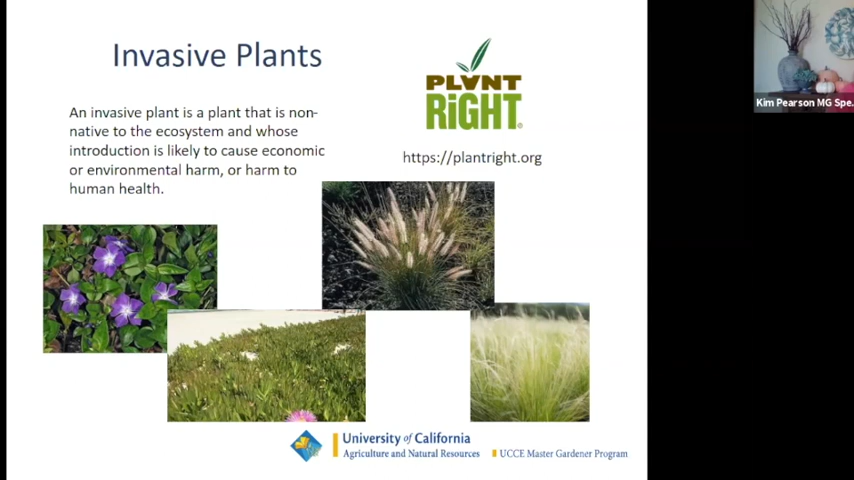 Invasive Plants
PLANT
RiGHT
https://plantright.org
An invasive plant is a plant that is non-
native to the ecosystem and whose
introduction is likely to cause economic
or environmental harm, or harm to
human health.
University of California
Agriculture and Natural Resources
UCCE Master Gardener Program
Kim Pearson MG Spe...